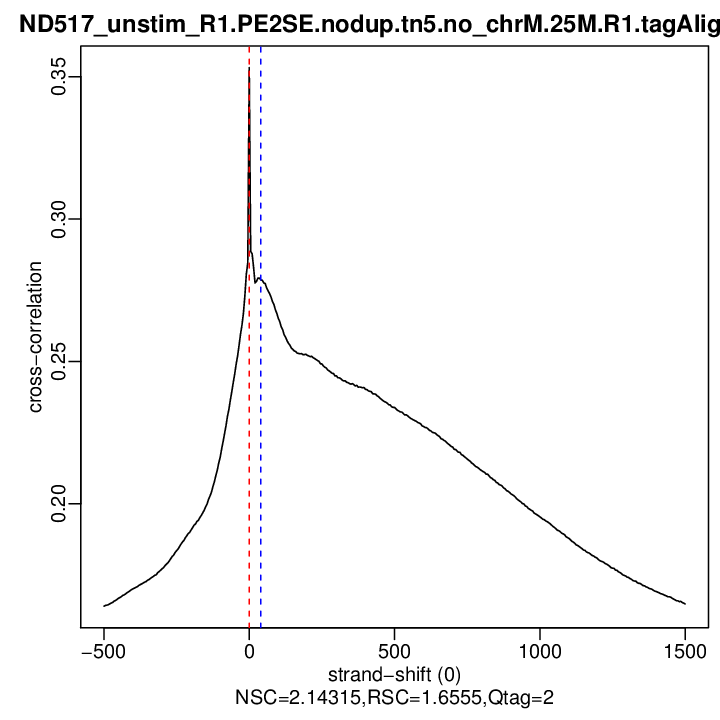 ND517_unstim_R1.PE2SE.nodup.tn5.no_chrM.25M.R1.tagAlig
0.35
0.30
0.25
0.20
cross−correlation
−500 0 500 1000 1500
strand−shift (0)
NSC=2.14315,RSC=1.6555,Qtag=2